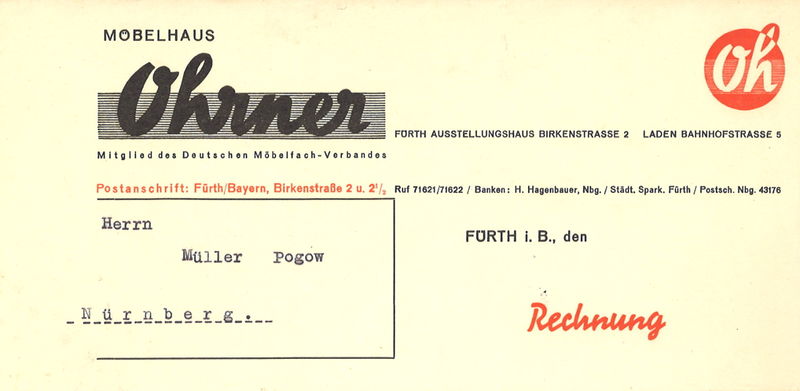 MÖBELHAUS
Ohrner
Oh
Mitglied des Deutschen Möbelfach-Verbandes
FÜRTH AUSSTELLUNGSHAUS BIRKENSTRASSE 2 LADEN BAHNHOFSTRASSE 5
Postanschrift: Fürth/Bayern, Birkenstraße 2 u. 2½
Ruf 71621/71622 / Banken: H. Hagenbauer, Nbg. / Städt. Spark. Fürth / Postsch. Nbg. 43176
Herrn
Müller Pogow
Nürnberg.
FÜRTH i. B., den
Rechnung